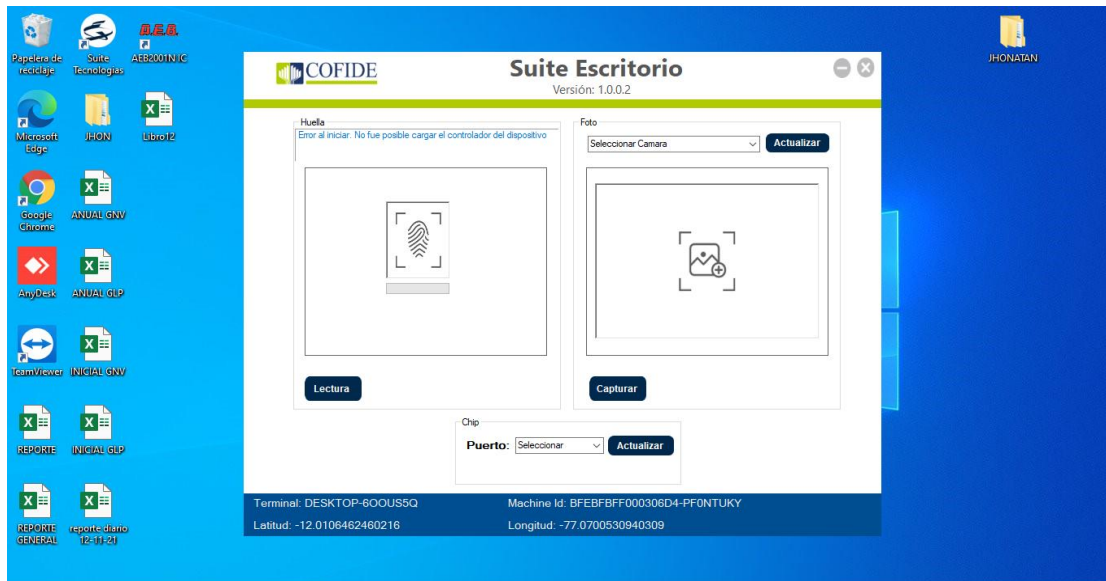 Papelera de
reciclaje
Suite
Tecnologias
A.E.B.
AEB2001N IC
JHONATAN
Microsoft
Edge
JHON
Libro12
Google
Chrome
ANUAL GNV
AnyDesk
ANUAL GLP
TeamViewer
INICIAL GNV
REPORTE
INICIAL GLP
REPORTE
GENERAL
reporte diario
12-11-21
COFIDE
Suite Escritorio
Versión: 1.0.0.2
Huella
Error al iniciar. No fue posible cargar el controlador del dispositivo
Lectura
Foto
Seleccionar Camara
Actualizar
Capturar
Chip
Puerto: Seleccionar Actualizar
Terminal: DESKTOP-6OOUS5Q
Machine Id: BFEBFBFF000306D4-PF0NTUKY
Latitud: -12.0106462460216
Longitud: -77.0700530940309